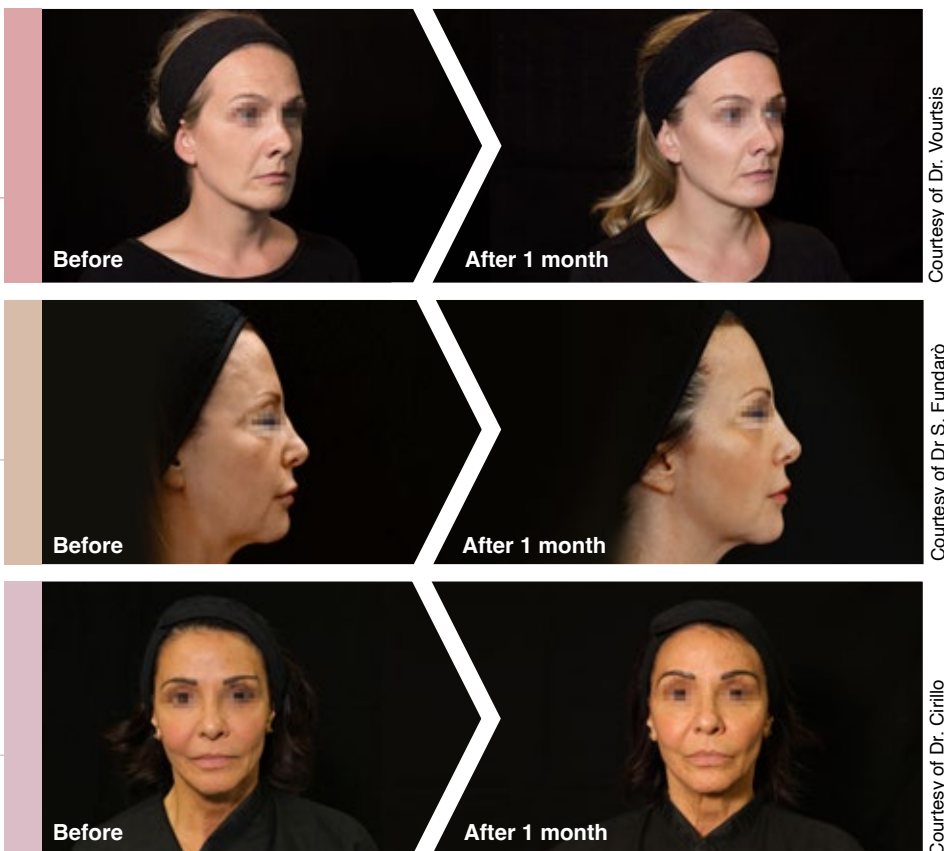 Before
After 1 month
Courtesy of Dr. Vourtsis
Before
After 1 month
Courtesy of Dr S. Fundarò
Before
After 1 month
Courtesy of Dr. Cirillo